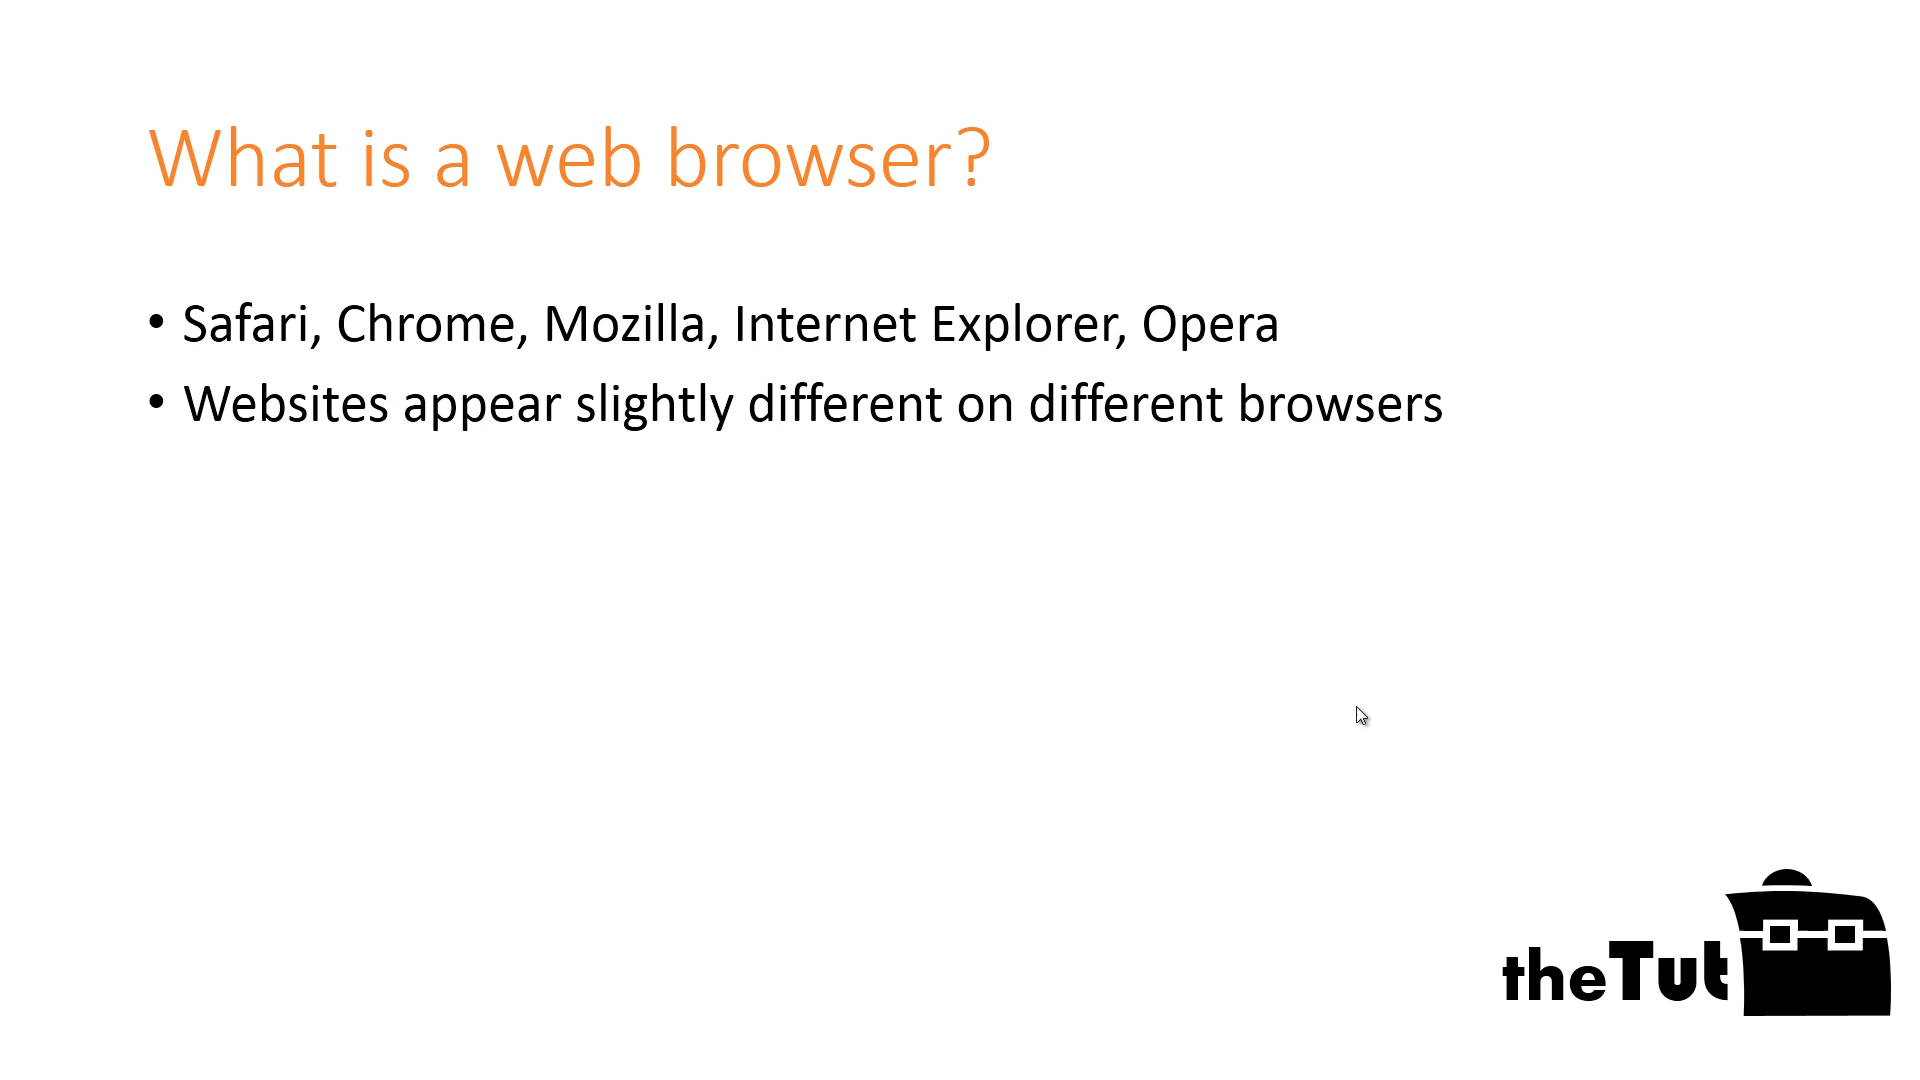 What is a web browser?
• Safari, Chrome, Mozilla, Internet Explorer, Opera
• Websites appear slightly different on different browsers
theTut